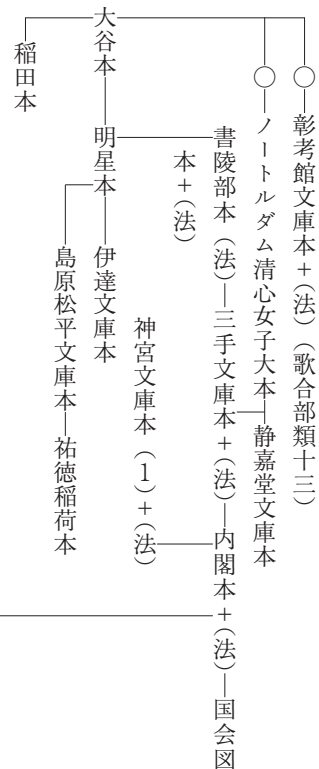 ○彰考館文庫本＋(法)(歌合部類十三)
○ノートルダム清心女子大本―静嘉堂文庫本
書陵部本(法)―三手文庫本＋(法)―内閣本＋(法)―国会図
本＋(法)
神宮文庫本(1)＋(法)
大谷本
明星本
伊達文庫本
島原松平文庫本―祐徳稲荷本
稲田本